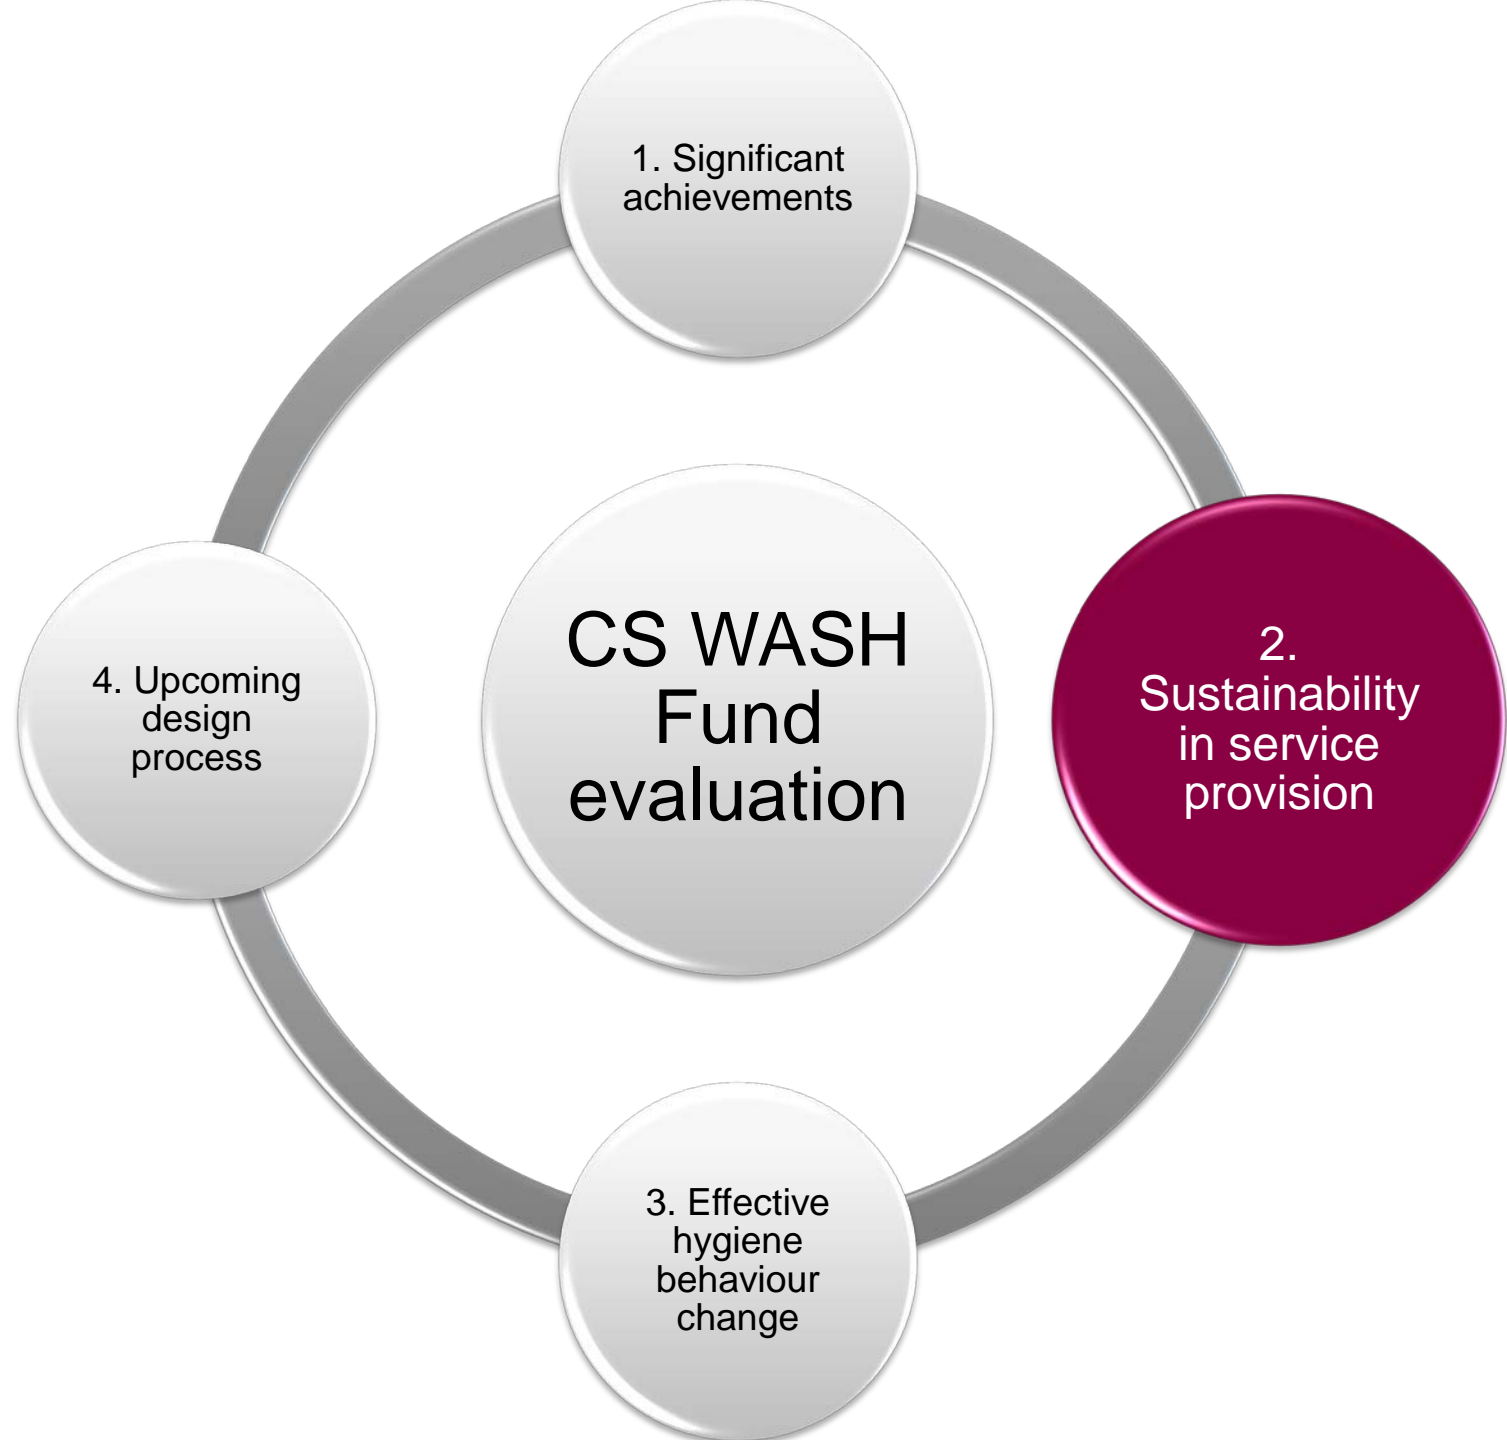 1. Significant
achievements
CS WASH
Fund
evaluation
2.
Sustainability
in service
provision
3. Effective
hygiene
behaviour
change
4. Upcoming
design
process